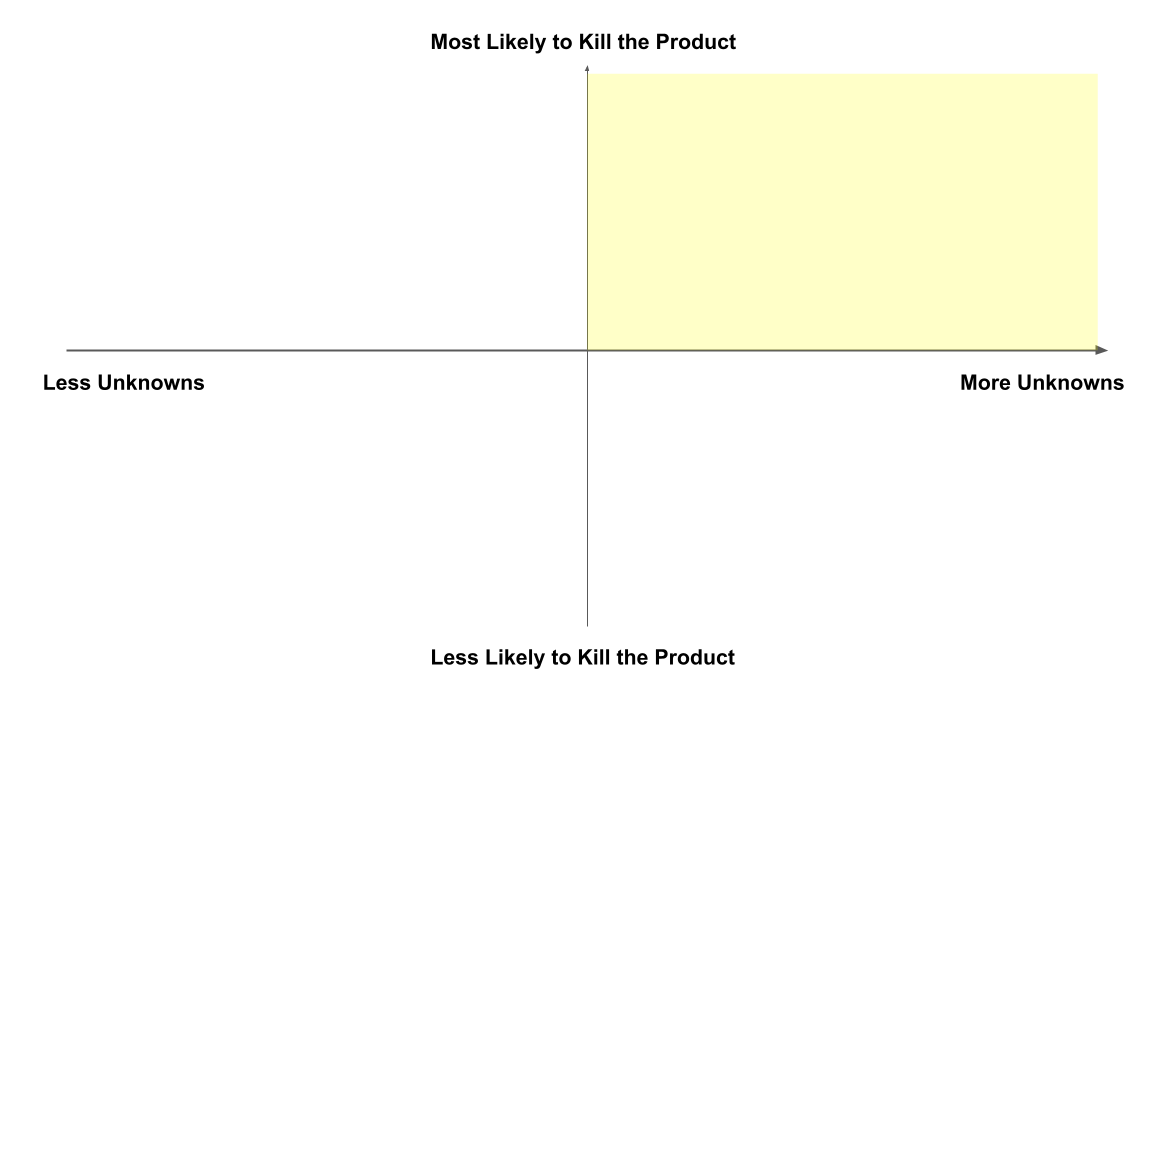 Most Likely to Kill the Product
Less Unknowns
More Unknowns
Less Likely to Kill the Product